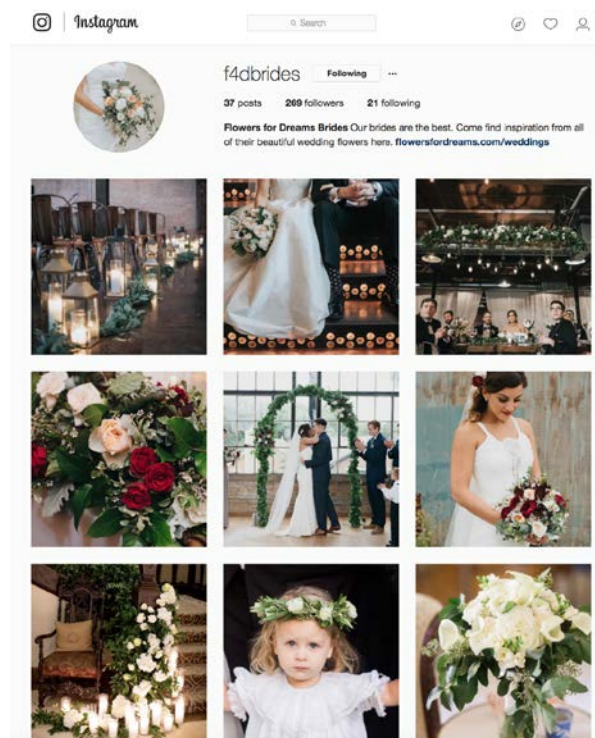 Instagram
Search
f4dbrides Following
37 posts 269 followers 21 following
Flowers for Dreams Brides Our brides are the best. Come find inspiration from all
of their beautiful wedding flowers here. flowersfordreams.com/weddings